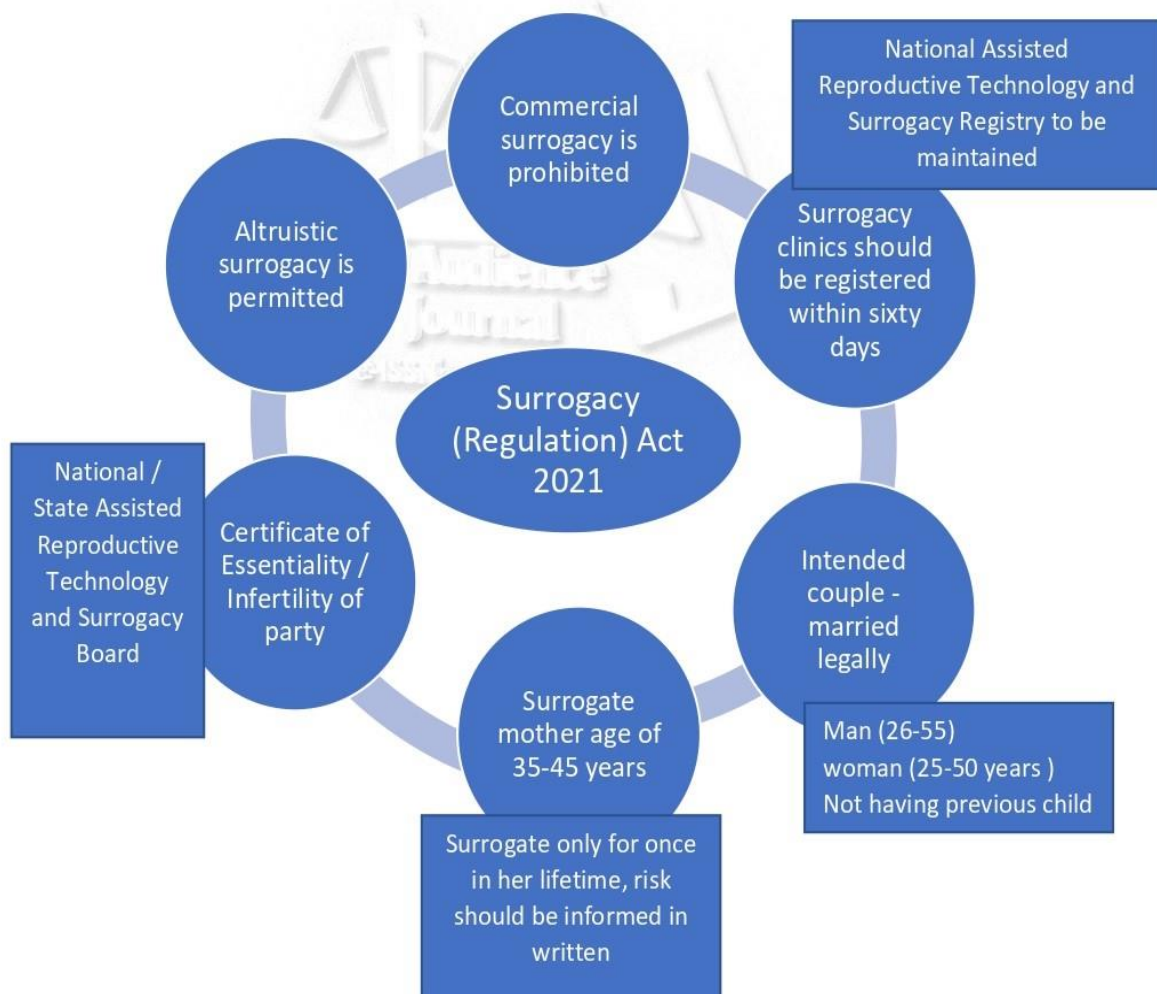 Commercial
surrogacy is
prohibited
National Assisted
Reproductive Technology and
Surrogacy Registry to be
maintained
Surrogacy
clinics should
be registered
within sixty
days
Altruistic
surrogacy is
permitted
Audience
Journal
Surrogacy
(Regulation) Act
2021
National /
State Assisted
Reproductive
Technology
and Surrogacy
Board
Certificate of
Essentiality /
Infertility of
party
Intended
couple -
married
legally
Man (26-55)
woman (25-50 years )
Not having previous child
Surrogate
mother age of
35-45 years
Surrogate only for once
in her lifetime, risk
should be informed in
written